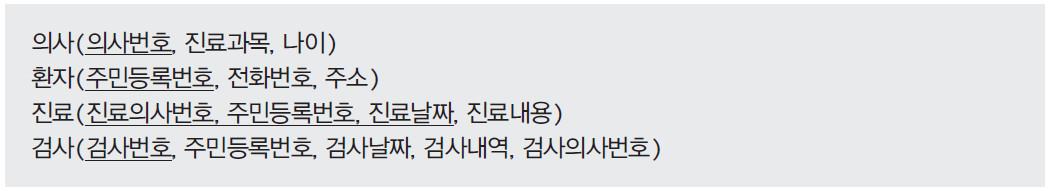 의사(의사번호, 진료과목, 나이)
환자(주민등록번호, 전화번호, 주소)
진료(진료의사번호, 주민등록번호, 진료날짜, 진료내용)
검사(검사번호, 주민등록번호, 검사날짜, 검사내역, 검사의사번호)